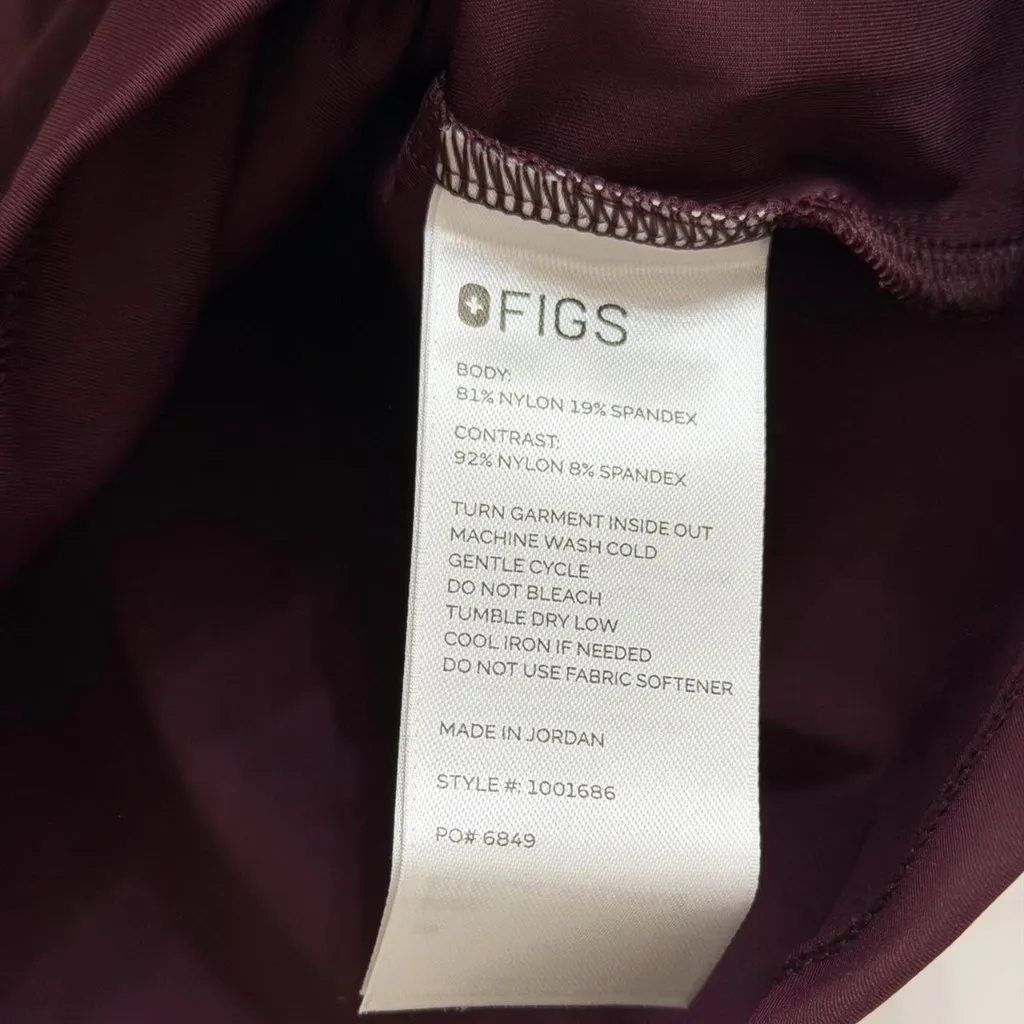 FIGS
BODY:
81% NYLON 19% SPANDEX
CONTRAST:
92% NYLON 8% SPANDEX
TURN GARMENT INSIDE OUT
MACHINE WASH COLD
GENTLE CYCLE
DO NOT BLEACH
TUMBLE DRY LOW
COOL IRON IF NEEDED
DO NOT USE FABRIC SOFTENER
MADE IN JORDAN
STYLE #: 1001686
PO# 6849